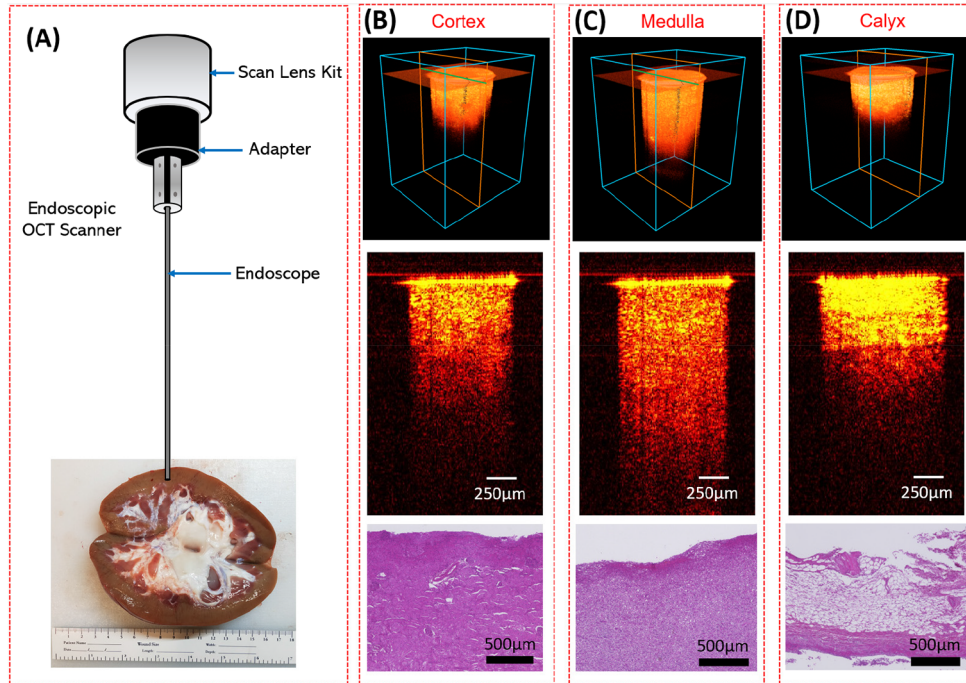 (A)
Scan Lens Kit
Adapter
Endoscopic
OCT Scanner
Endoscope
(B)
Cortex
250μm
500μm
(C)
Medulla
250μm
500μm
(D)
Calyx
250μm
500μm